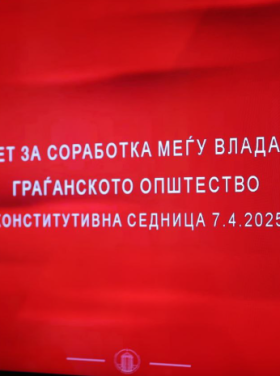 ЕТ ЗА СОРАБОТКА МЕЃУ ВЛАДА
ГРАЃАНСКОТО ОПШТЕСТВО
КОНСТИТУТИВНА СЕДНИЦА 7.4.2025